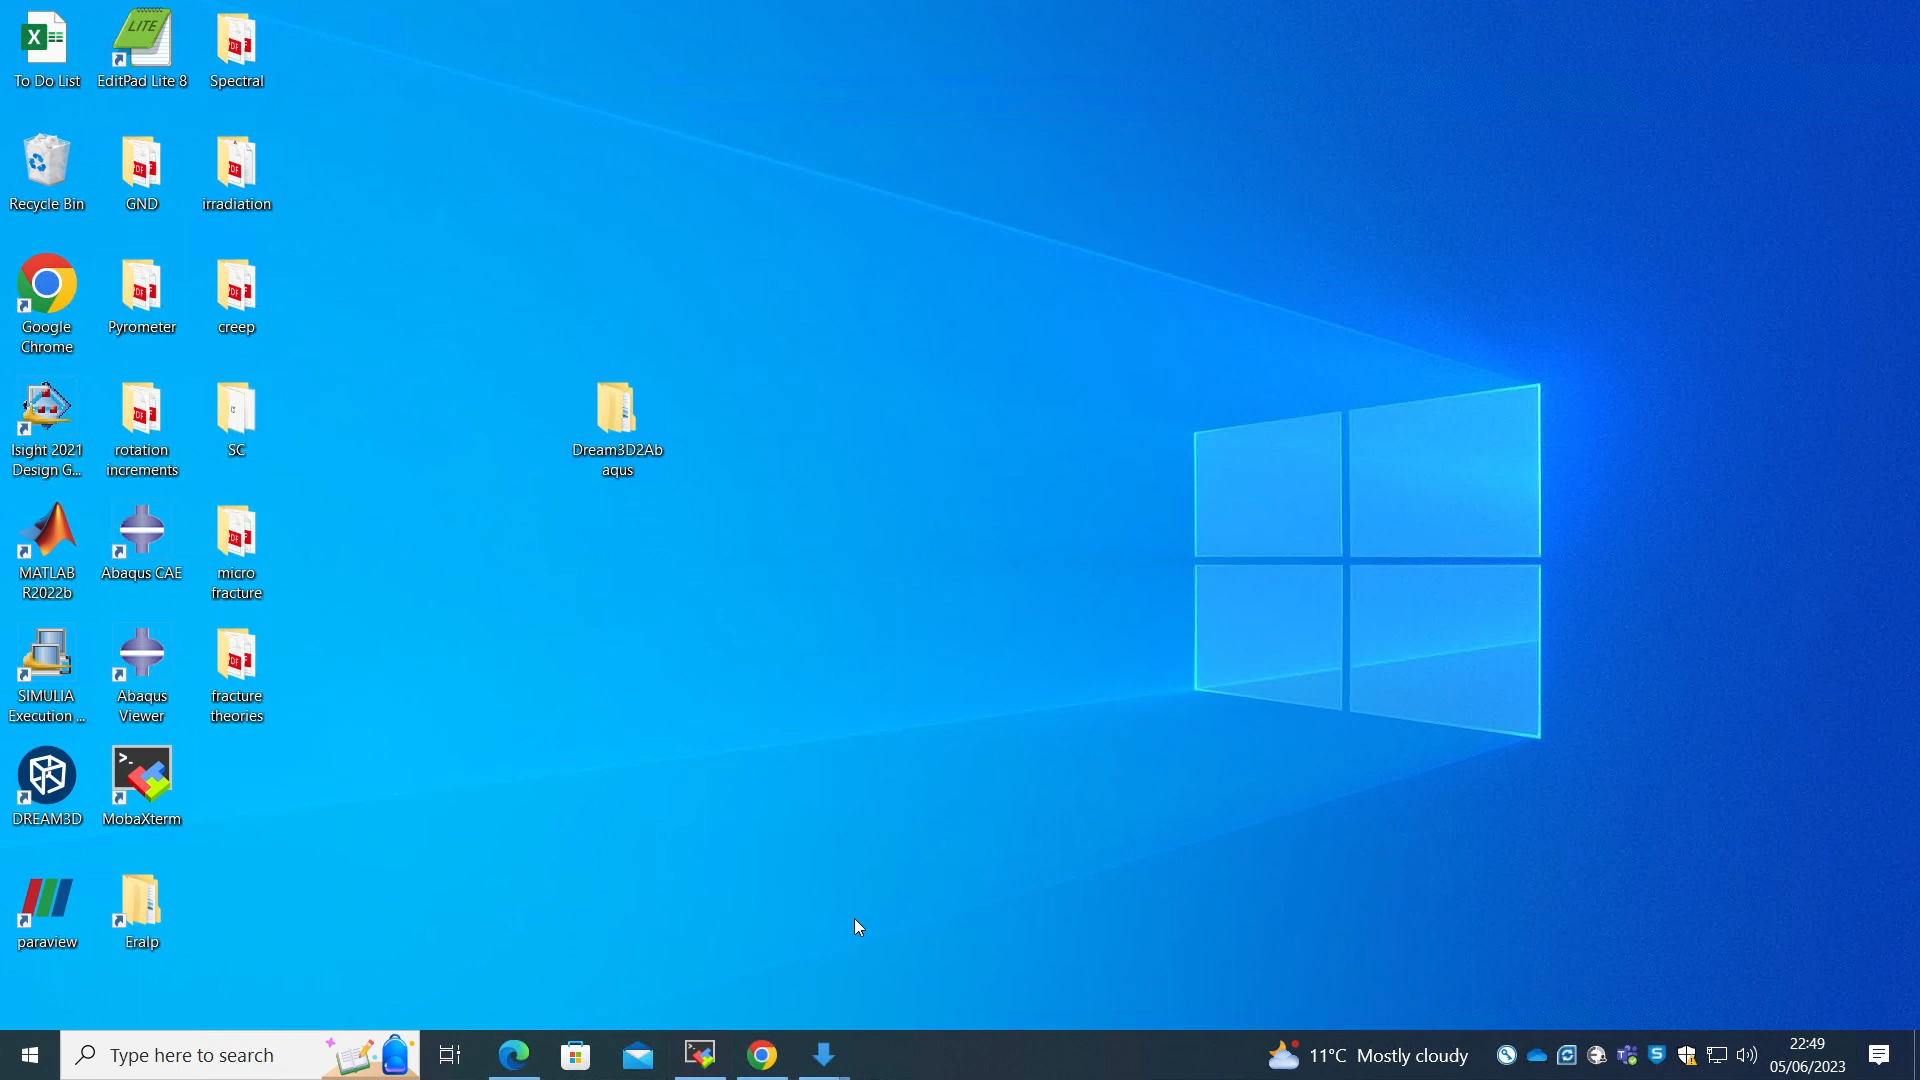 To Do List
EditPad Lite 8
Spectral
Recycle Bin
GND
irradiation
Google
Chrome
Pyrometer
creep
Isight 2021
Design G...
rotation
increments
SC
Dream3D2Ab
aqus
MATLAB
R2022b
Abaqus CAE
micro
fracture
SIMULIA
Execution ...
Abaqus
Viewer
fracture
theories
DREAM3D
MobaXterm
paraview
Eralp
Type here to search
11°C Mostly cloudy
22:49
05/06/2023